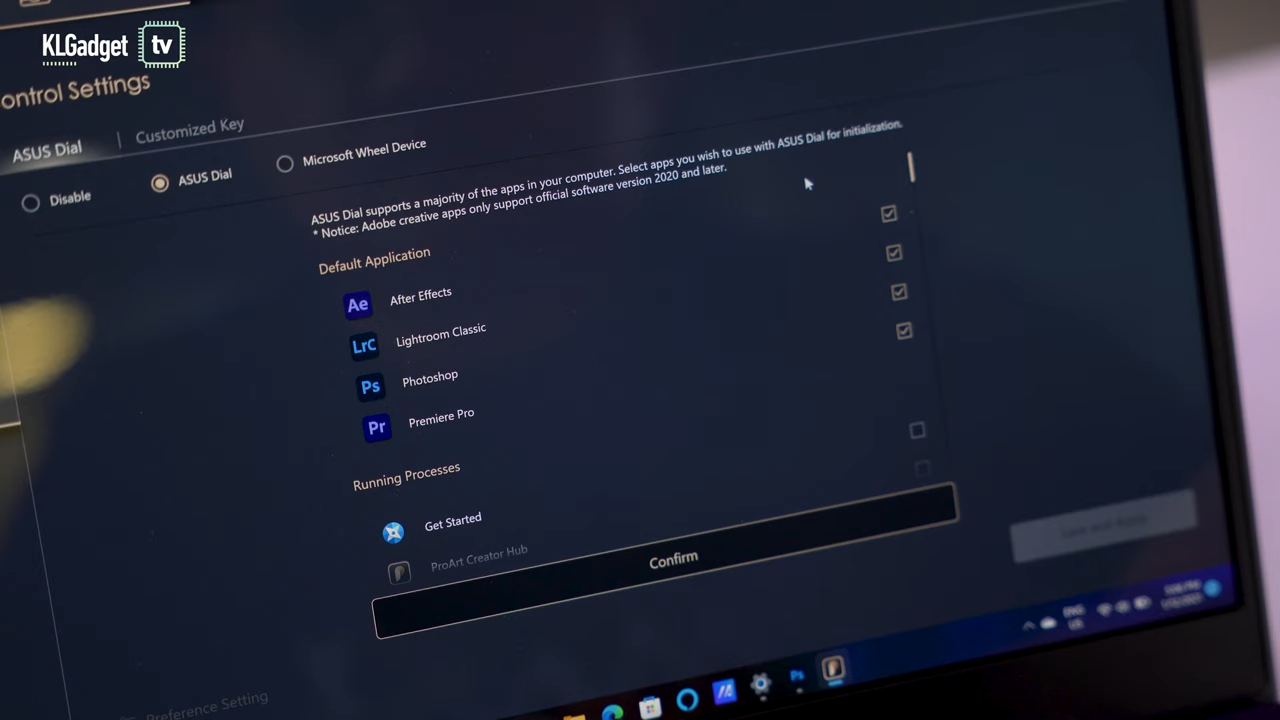 KLGadget tv
ontrol Settings
ASUS Dial | Customized Key
Disable
ASUS Dial
Microsoft Wheel Device
ASUS Dial supports a majority of the apps in your computer. Select apps you wish to use with ASUS Dial for initialization.
* Notice: Adobe creative apps only support official software version 2020 and later.
Default Application
Ae After Effects
LrC Lightroom Classic
Ps Photoshop
Pr Premiere Pro
Running Processes
Get Started
ProArt Creator Hub
Confirm
Preference Setting
ENG
US
Ps